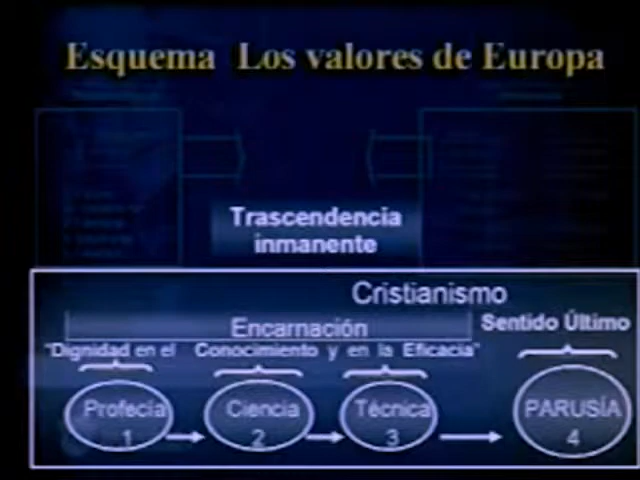 Esquema Los valores de Europa
Trascendencia
inmanente
Cristianismo
Encarnación
Sentido Último
"Dignidad en el Conocimiento y en la Eficacia"
Profecía Ciencia Técnica PARUSÍA
1 2 3 4